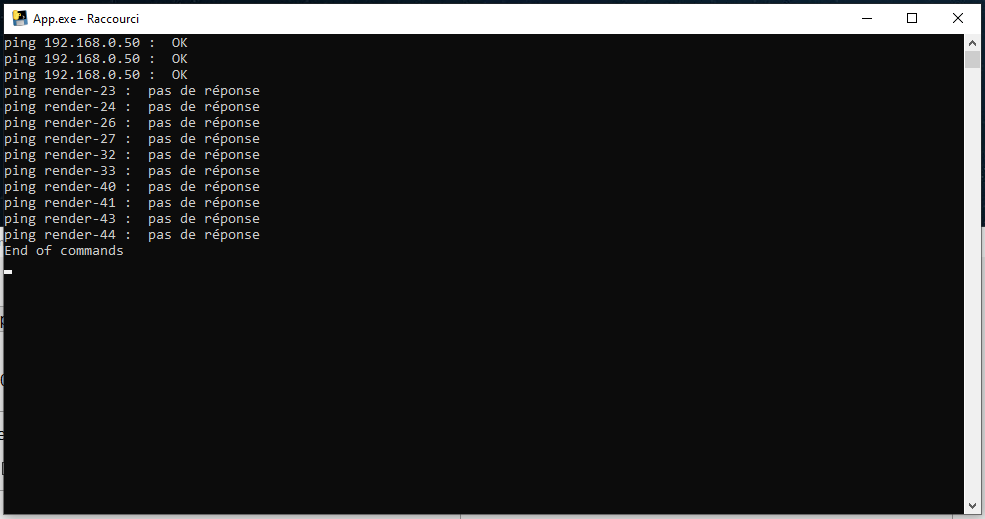 App.exe - Raccourci
ping 192.168.0.50 :  OK
ping 192.168.0.50 :  OK
ping 192.168.0.50 :  OK
ping render-23 :  pas de réponse
ping render-24 :  pas de réponse
ping render-26 :  pas de réponse
ping render-27 :  pas de réponse
ping render-32 :  pas de réponse
ping render-33 :  pas de réponse
ping render-40 :  pas de réponse
ping render-41 :  pas de réponse
ping render-43 :  pas de réponse
ping render-44 :  pas de réponse
End of commands